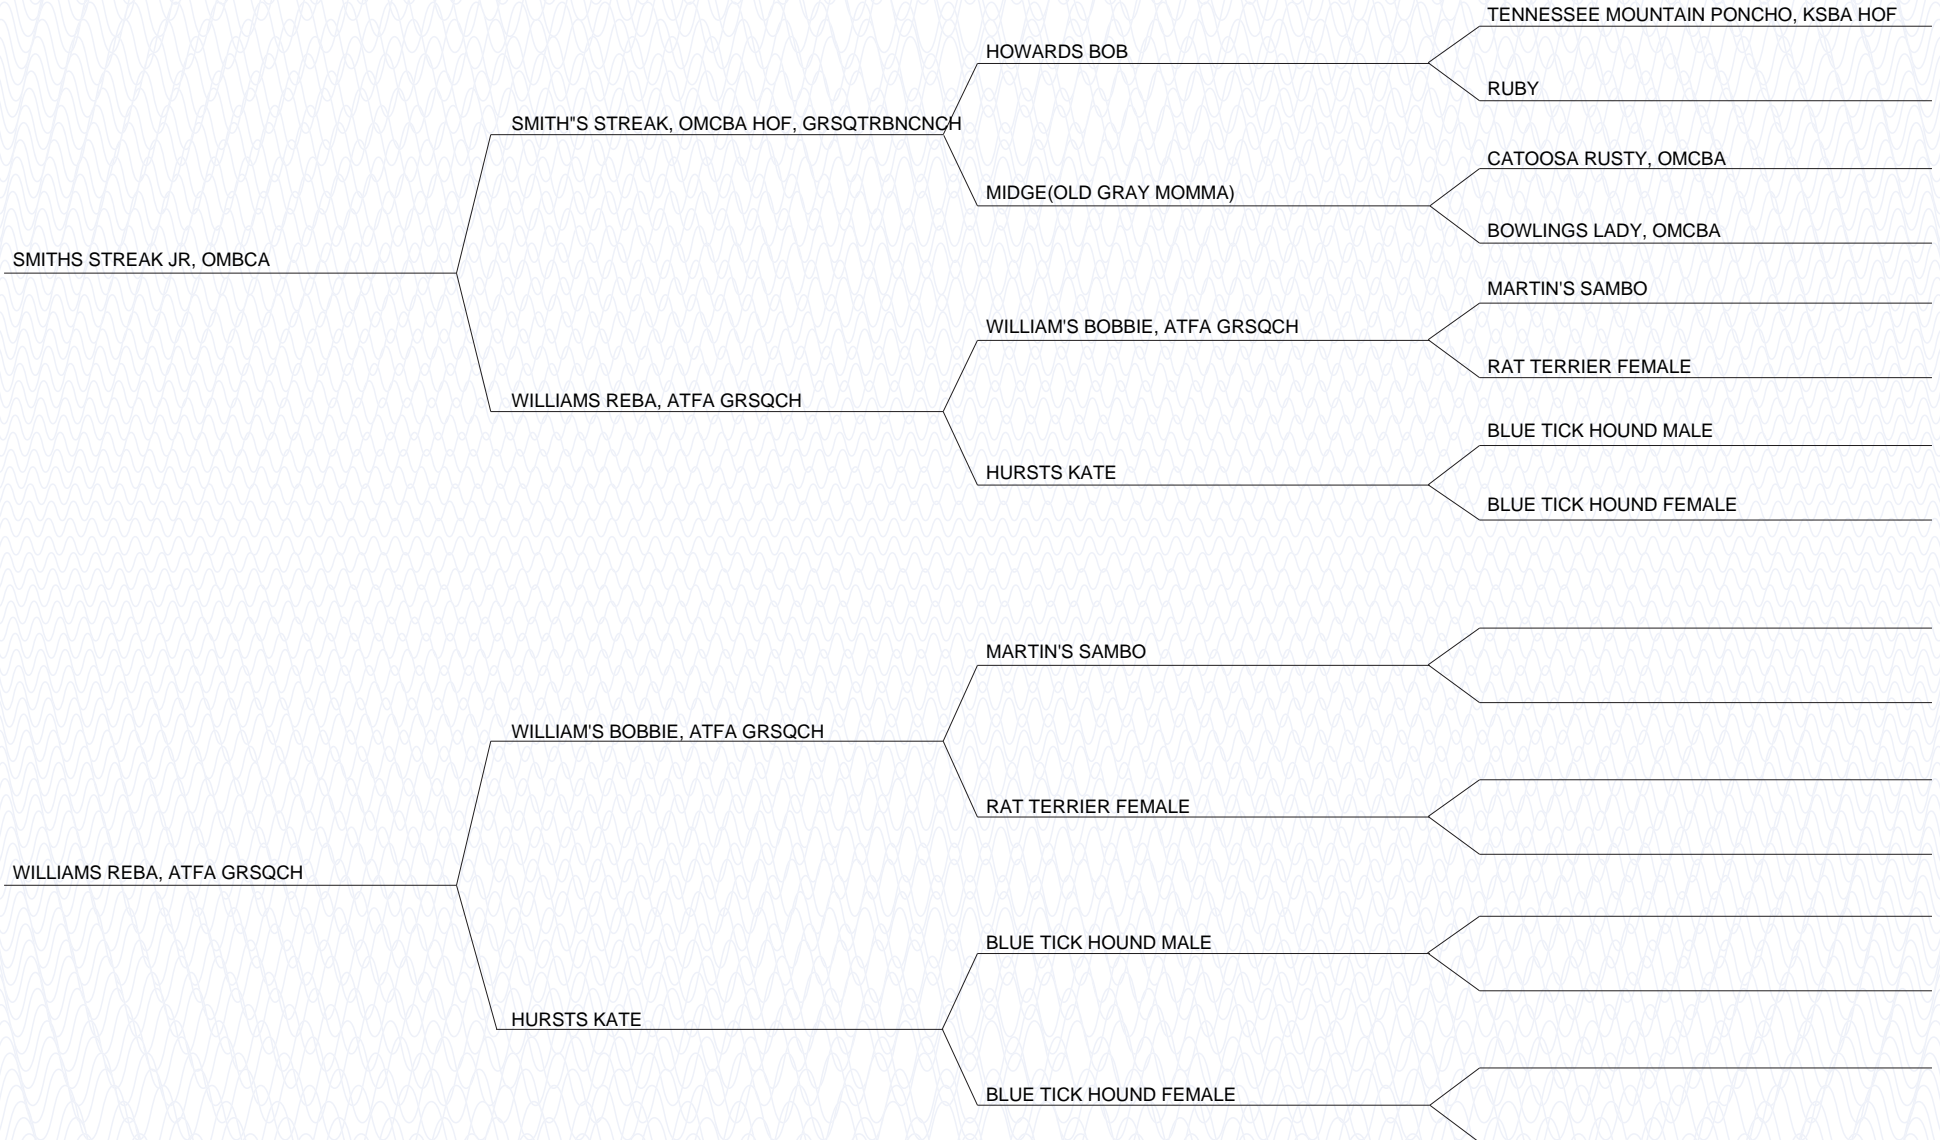 TENNESSEE MOUNTAIN PONCHO, KSBA HOF
HOWARDS BOB
RUBY
SMITH"S STREAK, OMCBA HOF, GRSQTRBNCNCH
CATOOSA RUSTY, OMCBA
MIDGE(OLD GRAY MOMMA)
BOWLINGS LADY, OMCBA
SMITHS STREAK JR, OMBCA
MARTIN'S SAMBO
WILLIAM'S BOBBIE, ATFA GRSQCH
RAT TERRIER FEMALE
WILLIAMS REBA, ATFA GRSQCH
BLUE TICK HOUND MALE
HURSTS KATE
BLUE TICK HOUND FEMALE
MARTIN'S SAMBO
WILLIAM'S BOBBIE, ATFA GRSQCH
RAT TERRIER FEMALE
WILLIAMS REBA, ATFA GRSQCH
BLUE TICK HOUND MALE
HURSTS KATE
BLUE TICK HOUND FEMALE